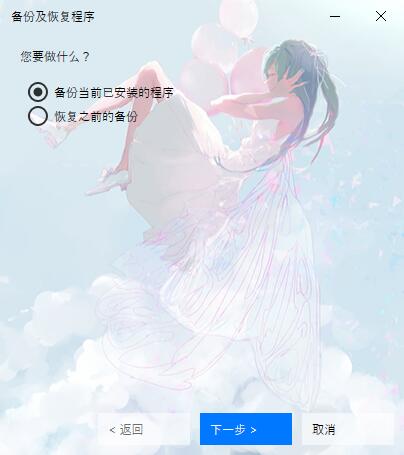 备份及恢复程序
您要做什么？
备份当前已安装的程序
恢复之前的备份
< 返回
下一步 >
取消